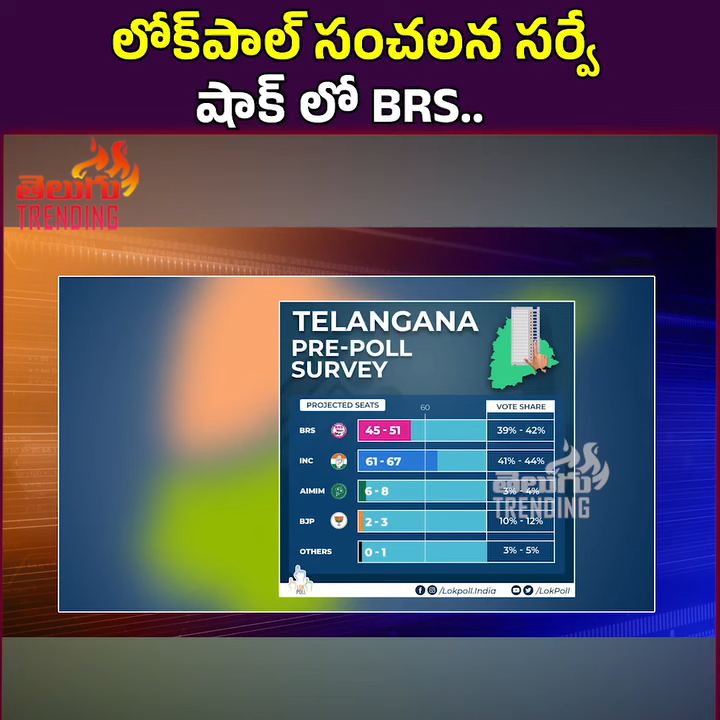 లోక్‌పాల్ సంచలన సర్వే
షాక్ లో BRS..
తెలుగు
TRENDING
TELANGANA
PRE-POLL
SURVEY
PROJECTED SEATS 60 VOTE SHARE
BRS 45 - 51 39% - 42%
INC 61 - 67 41% - 44%
AIMIM 6 - 8 3% - 4%
తెలుగు
TRENDING
BJP 2 - 3 10% - 12%
OTHERS 0 - 1 3% - 5%
LOK
POLL
/Lokpoll.India /LokPoll